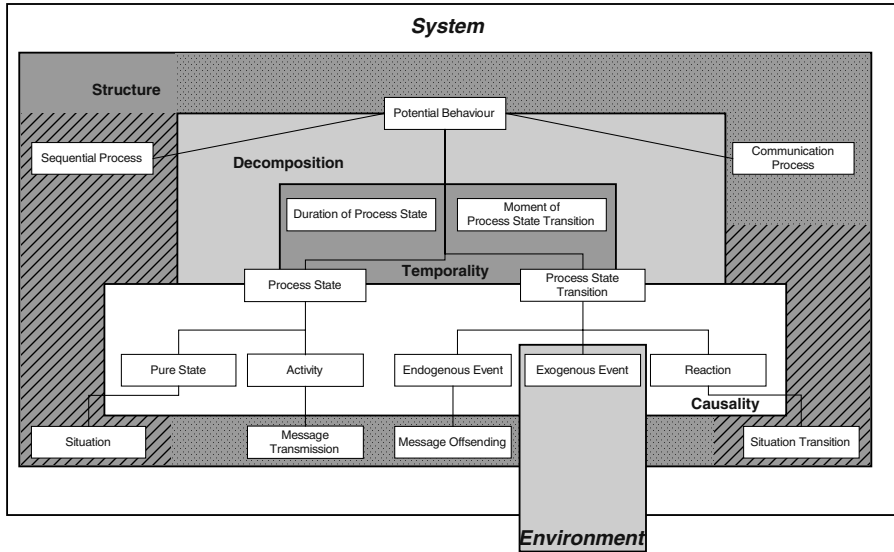 System
Structure
Potential Behaviour
Sequential Process
Communication
Process
Decomposition
Duration of Process State
Moment of
Process State Transition
Temporality
Process State
Process State
Transition
Pure State
Activity
Endogenous Event
Exogenous Event
Reaction
Causality
Situation
Message
Transmission
Message Offsending
Situation Transition
Environment